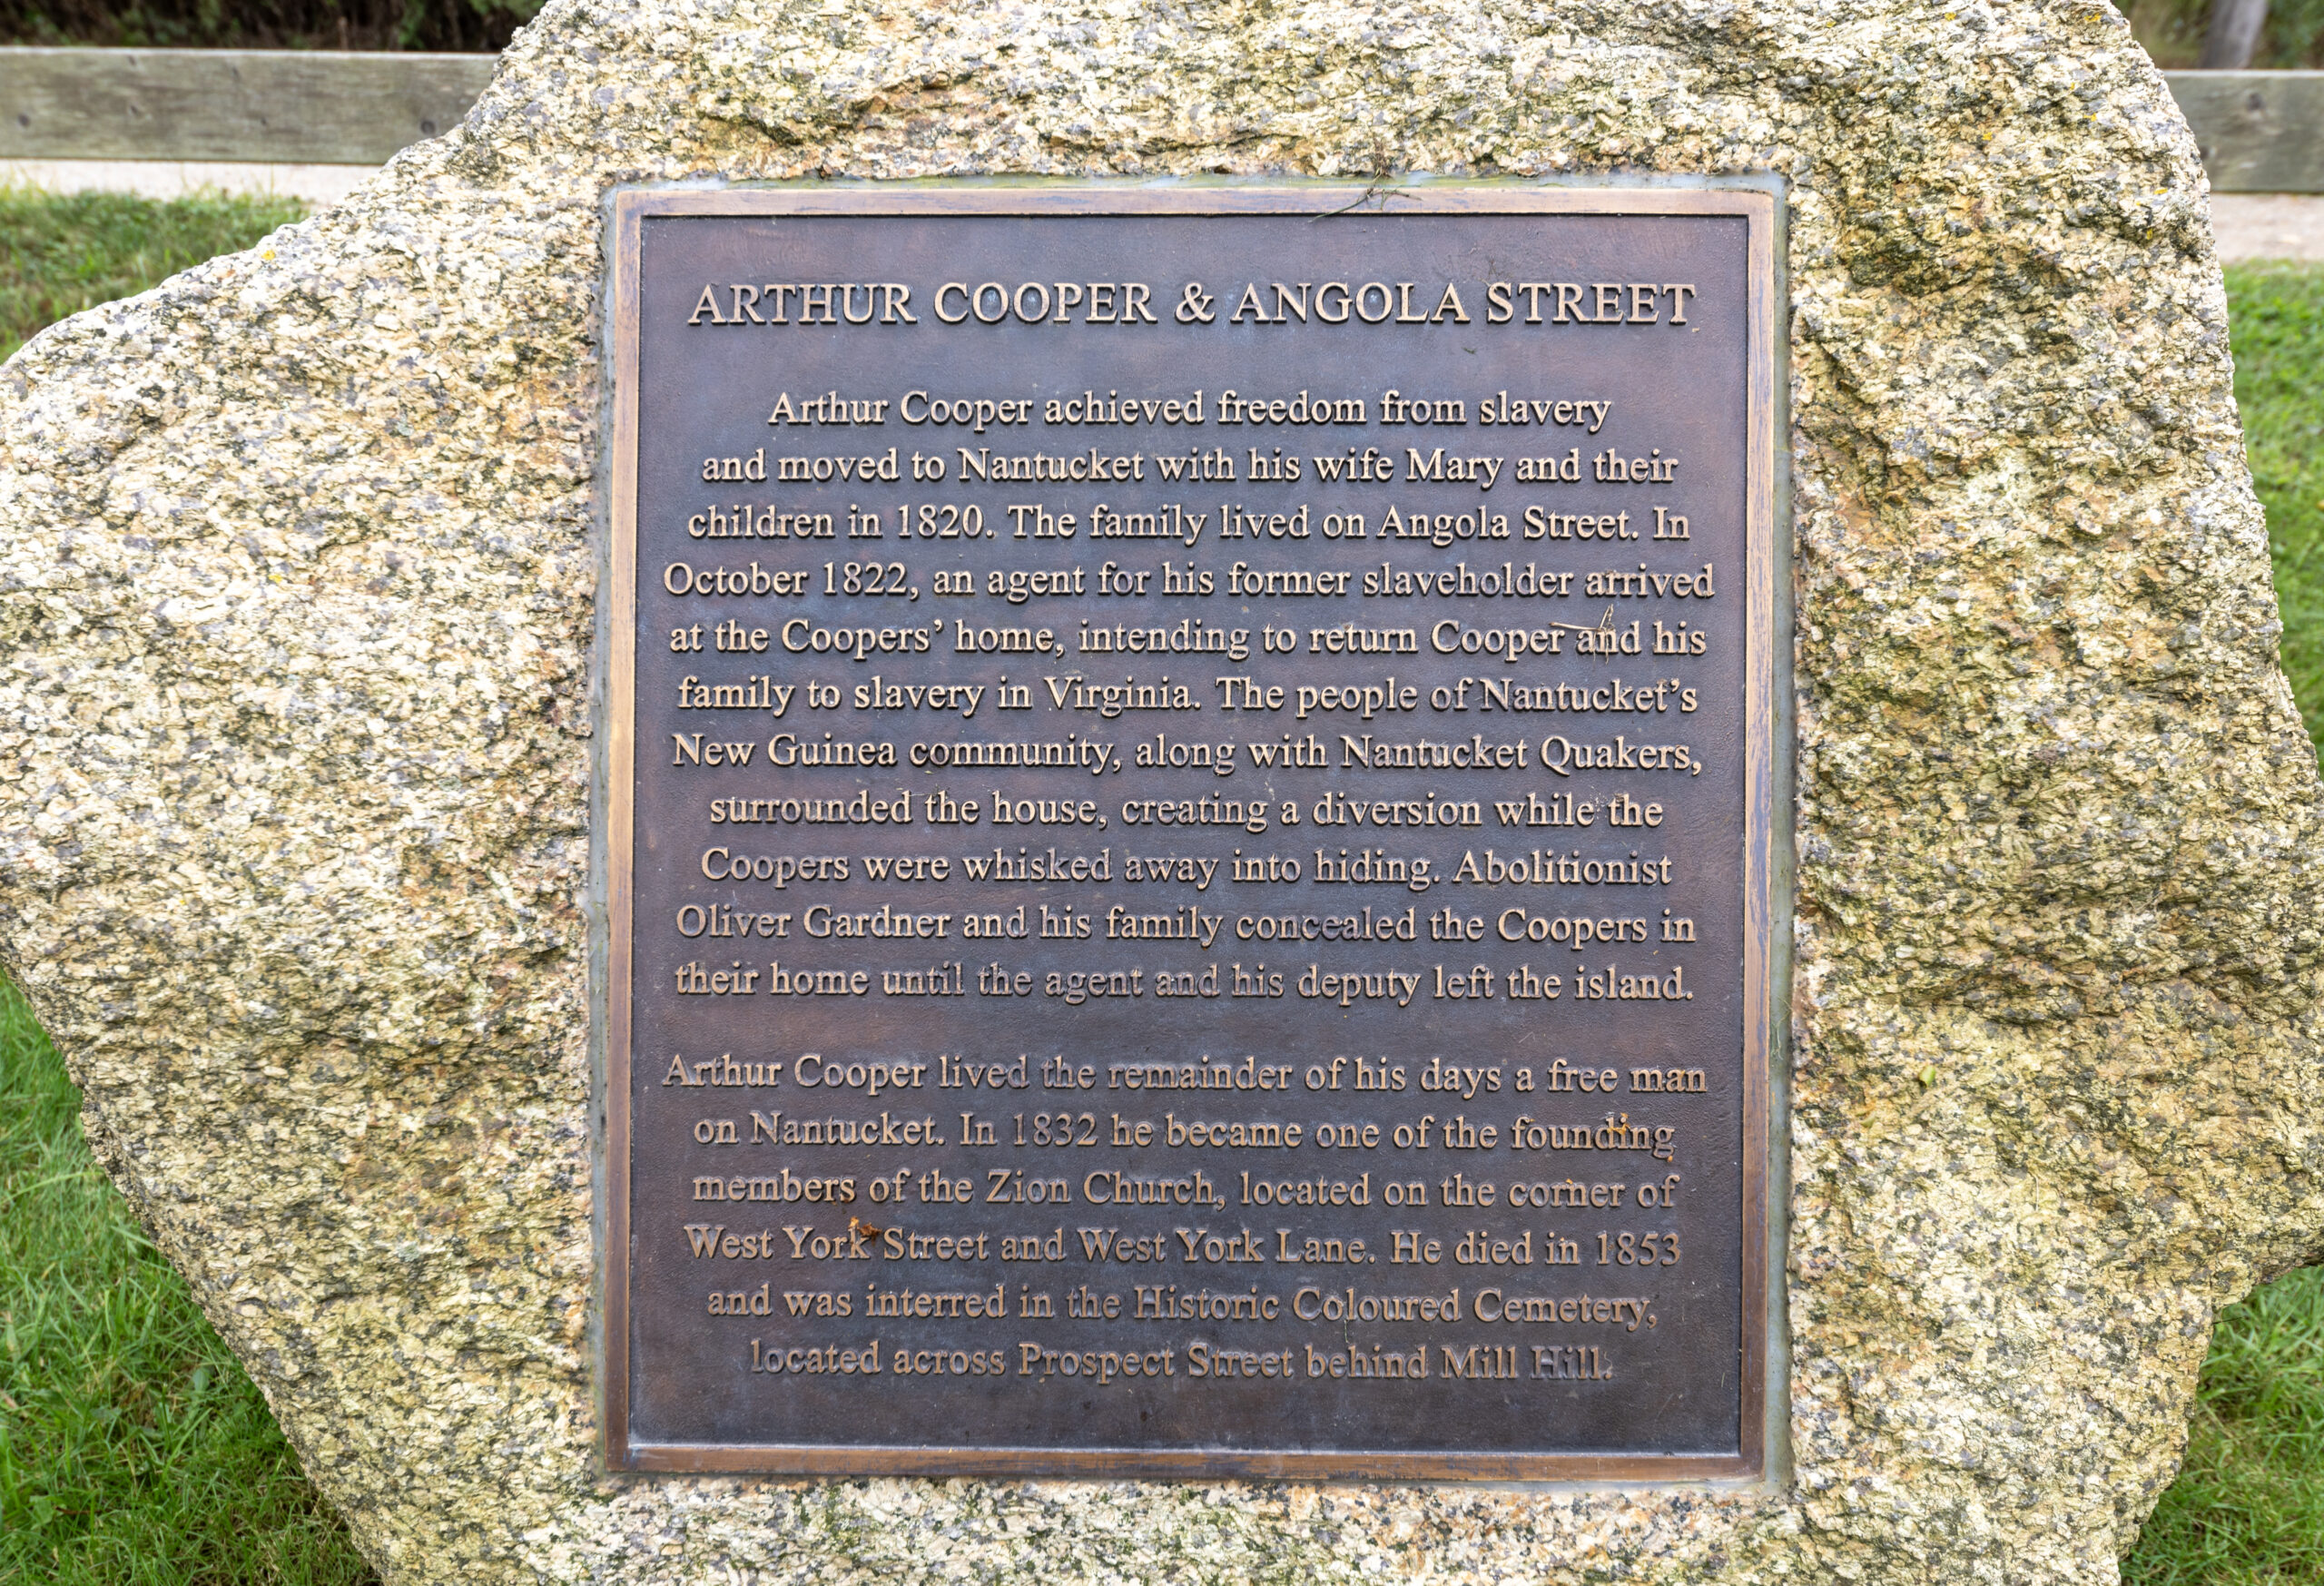 ARTHUR COOPER & ANGOLA STREET
Arthur Cooper achieved freedom from slavery
and moved to Nantucket with his wife Mary and their
children in 1820. The family lived on Angola Street. In
October 1822, an agent for his former slaveholder arrived
at the Coopers’ home, intending to return Cooper and his
family to slavery in Virginia. The people of Nantucket’s
New Guinea community, along with Nantucket Quakers,
surrounded the house, creating a diversion while the
Coopers were whisked away into hiding. Abolitionist
Oliver Gardner and his family concealed the Coopers in
their home until the agent and his deputy left the island.
Arthur Cooper lived the remainder of his days a free man
on Nantucket. In 1832 he became one of the founding
members of the Zion Church, located on the corner of
West York Street and West York Lane. He died in 1853
and was interred in the Historic Coloured Cemetery,
located across Prospect Street behind Mill Hill.